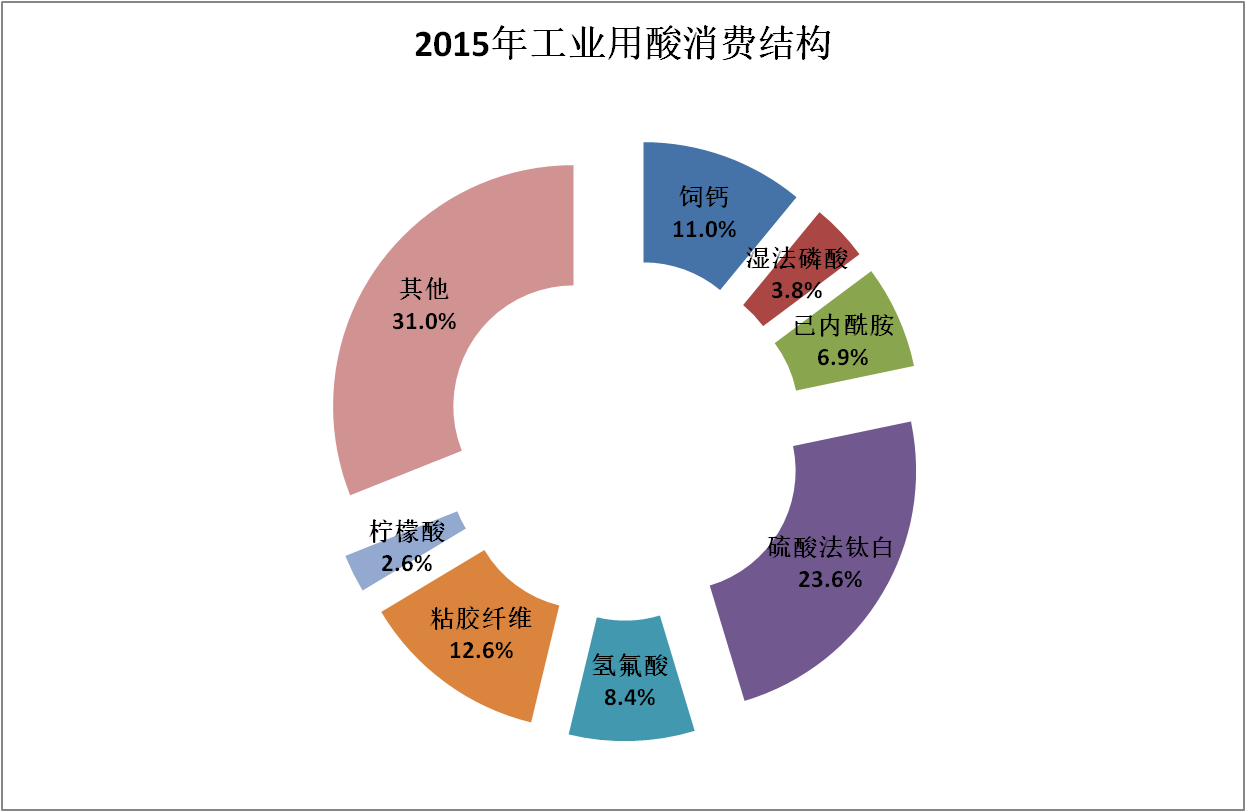 2015年工业用酸消费结构
饲钙
11.0%
湿法磷酸
3.8%
己内酰胺
6.9%
硫酸法钛白
23.6%
氢氟酸
8.4%
粘胶纤维
12.6%
柠檬酸
2.6%
其他
31.0%